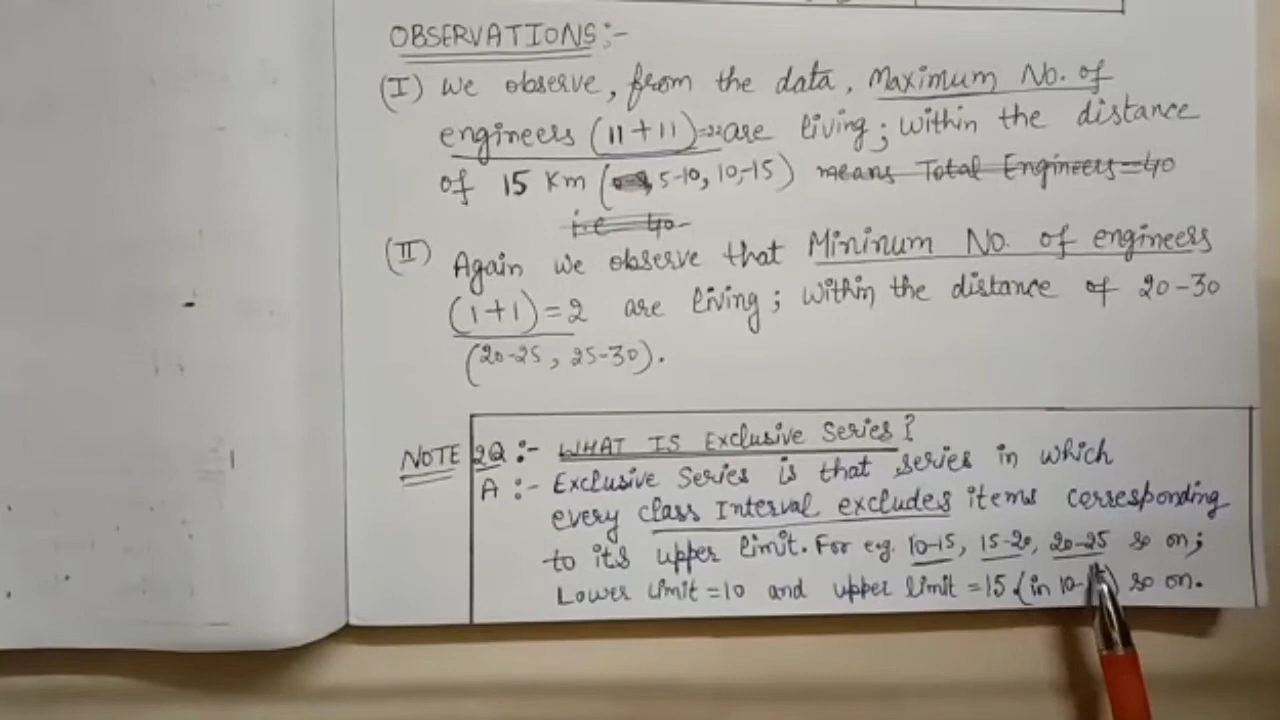 OBSERVATIONS:-
(I) We observe, from the data, Maximum No. of
engineers (11+11)=22 are living; within the distance
of 15 Km ( 5-10, 10-15) means Total Engineers=40
i.e 40
(II) Again we observe that Mininum No. of engineers
(1+1)=2 are living; within the distance of 20-30
(20-25, 25-30).
NOTE 2Q:- WHAT IS Exclusive Series?
A:- Exclusive Series is that series in which
every class Interval excludes items corresponding
to its upper limit. For e.g. 10-15, 15-20, 20-25 so on;
Lower limit=10 and upper limit=15 (in 10-15) so on.